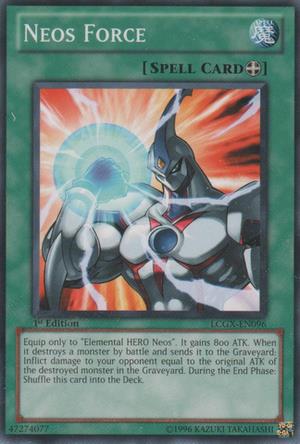 NEOS FORCE
魔
[SPELL CARD]
1st Edition
LCGX-EN096
Equip only to "Elemental HERO Neos". It gains 800 ATK. When
it destroys a monster by battle and sends it to the Graveyard:
Inflict damage to your opponent equal to the original ATK
of the destroyed monster in the Graveyard. During the End Phase:
Shuffle this card into the Deck.
47274077
©1996 KAZUKI TAKAHASHI